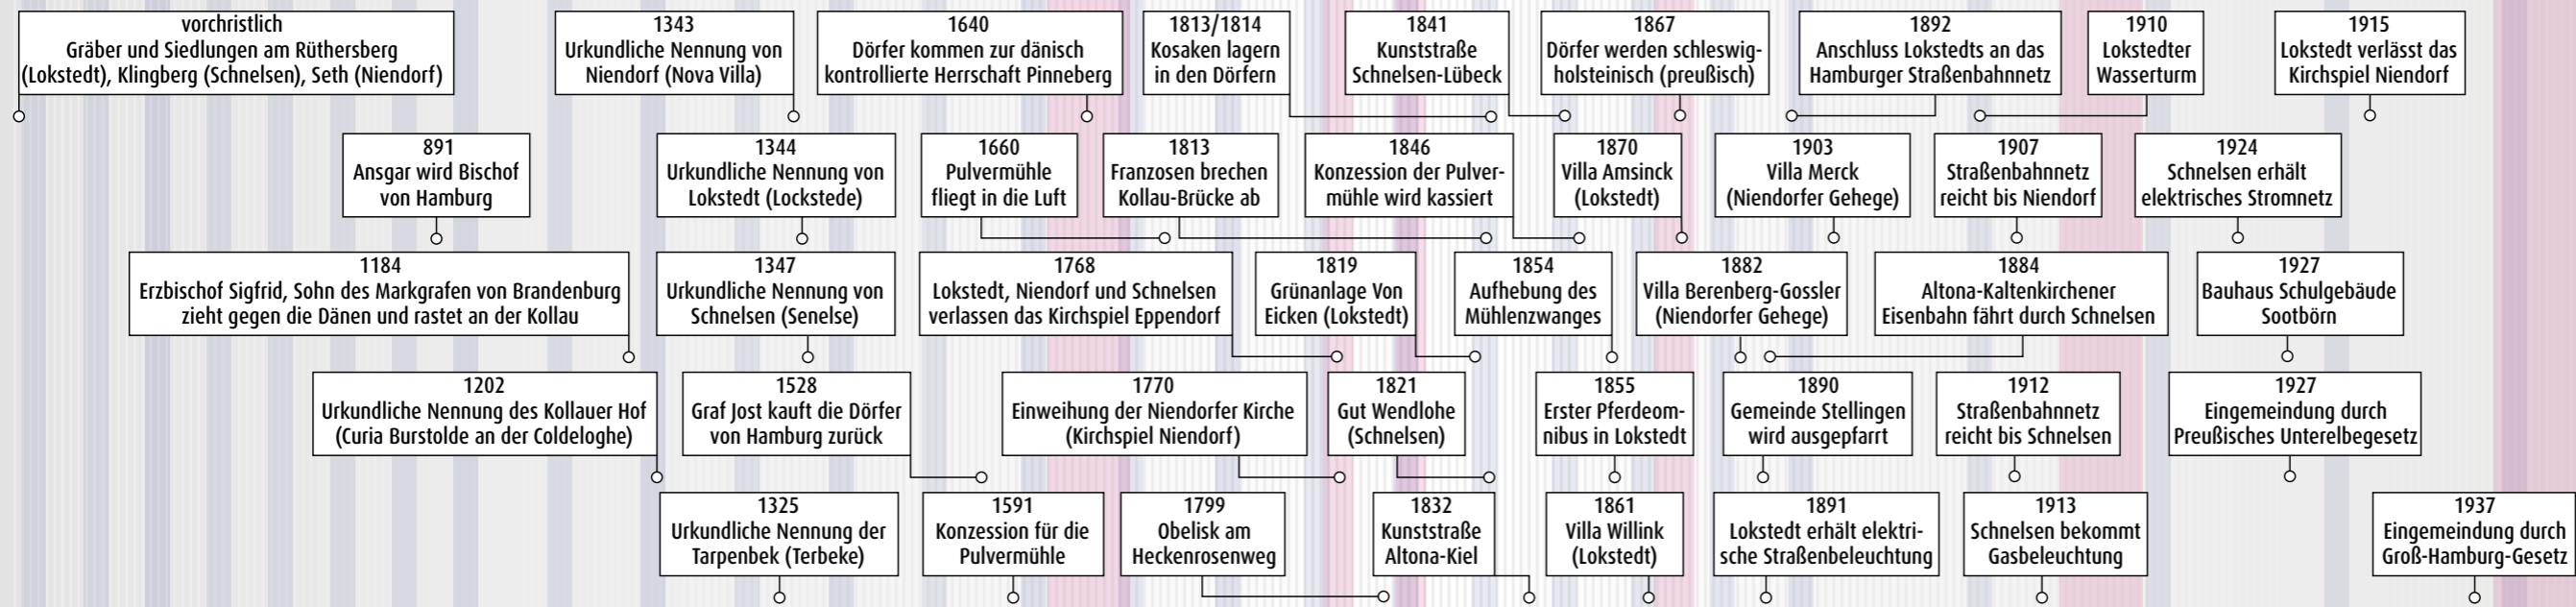 vorchristlich
Gräber und Siedlungen am Rüthersberg
(Lokstedt), Klingberg (Schnelsen), Seth (Niendorf)
1343
Urkundliche Nennung von
Niendorf (Nova Villa)
1640
Dörfer kommen zur dänisch
kontrollierte Herrschaft Pinneberg
1813/1814
Kosaken lagern
in den Dörfern
1841
Kunststraße
Schnelsen-Lübeck
1867
Dörfer werden schleswig-
holsteinisch (preußisch)
1892
Anschluss Lokstedts an das
Hamburger Straßenbahnnetz
1910
Lokstedter
Wasserturm
1915
Lokstedt verlässt das
Kirchspiel Niendorf
891
Ansgar wird Bischof
von Hamburg
1344
Urkundliche Nennung von
Lokstedt (Lockstede)
1660
Pulvermühle
fliegt in die Luft
1813
Franzosen brechen
Kollau-Brücke ab
1846
Konzession der Pulver-
mühle wird kassiert
1870
Villa Amsinck
(Lokstedt)
1903
Villa Merck
(Niendorfer Gehege)
1907
Straßenbahnnetz
reicht bis Niendorf
1924
Schnelsen erhält
elektrisches Stromnetz
1184
Erzbischof Sigfrid, Sohn des Markgrafen von Brandenburg
zieht gegen die Dänen und rastet an der Kollau
1347
Urkundliche Nennung von
Schnelsen (Senelse)
1768
Lokstedt, Niendorf und Schnelsen
verlassen das Kirchspiel Eppendorf
1819
Grünanlage Von
Eicken (Lokstedt)
1854
Aufhebung des
Mühlenzwanges
1882
Villa Berenberg-Gossler
(Niendorfer Gehege)
1884
Altona-Kaltenkirchener
Eisenbahn fährt durch Schnelsen
1927
Bauhaus Schulgebäude
Sootbörn
1202
Urkundliche Nennung des Kollauer Hof
(Curia Burstolde an der Coldeloghe)
1528
Graf Jost kauft die Dörfer
von Hamburg zurück
1770
Einweihung der Niendorfer Kirche
(Kirchspiel Niendorf)
1821
Gut Wendlohe
(Schnelsen)
1855
Erster Pferdeom-
nibus in Lokstedt
1890
Gemeinde Stellingen
wird ausgepfarrt
1912
Straßenbahnnetz
reicht bis Schnelsen
1927
Eingemeindung durch
Preußisches Unterelbegesetz
1325
Urkundliche Nennung der
Tarpenbek (Terbeke)
1591
Konzession für die
Pulvermühle
1799
Obelisk am
Heckenrosenweg
1832
Kunststraße
Altona-Kiel
1861
Villa Willink
(Lokstedt)
1891
Lokstedt erhält elektri-
sche Straßenbeleuchtung
1913
Schnelsen bekommt
Gasbeleuchtung
1937
Eingemeindung durch
Groß-Hamburg-Gesetz